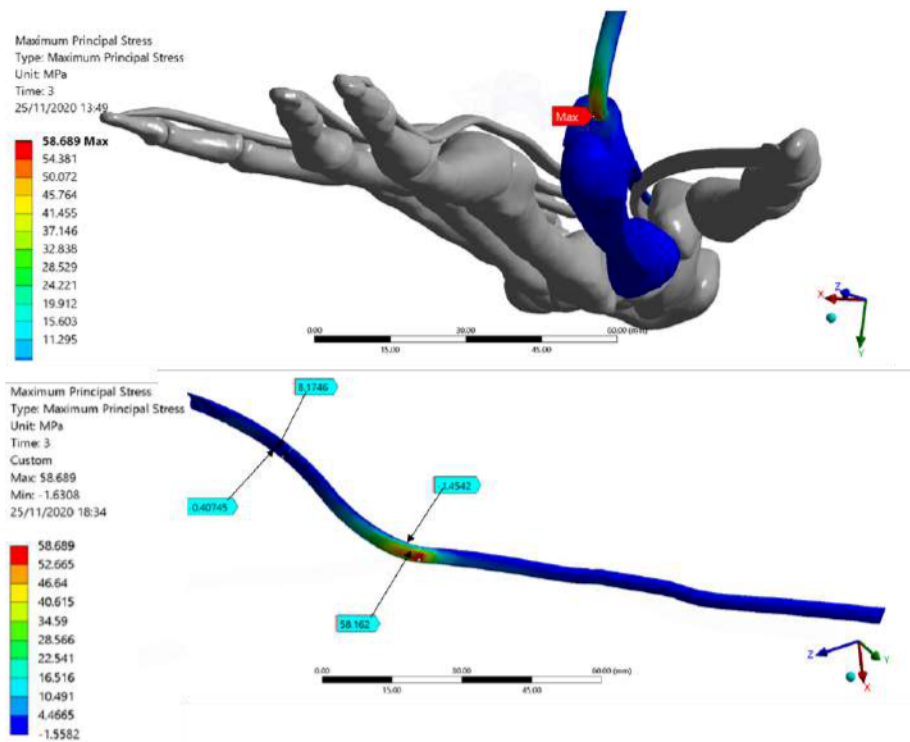 Maximum Principal Stress
Type: Maximum Principal Stress
Unit: MPa
Time: 3
25/11/2020 13:49
58.689 Max
54.381
50.072
45.764
41.455
37.146
32.838
28.529
24.221
19.912
15.603
11.295
Max
0.00
30.00
60.00 (mm)
15.00
45.00
Z
X
Y
Maximum Principal Stress
Type: Maximum Principal Stress
Unit: MPa
Time: 3
Custom
Max: 58.689
Min: -1.6308
25/11/2020 18:34
58.689
52.665
46.64
40.615
34.59
28.566
22.541
16.516
10.491
4.4665
-1.5582
8.1746
-1.4542
0.40745
58.162
0.00
30.00
60.00 (mm)
15.00
45.00
Z
Y
X